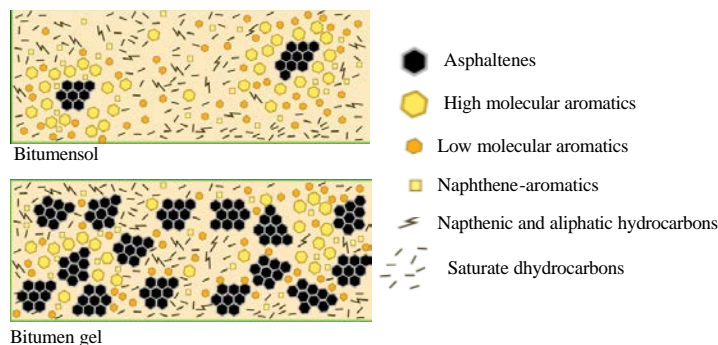 Bitumensol
Bitumen gel
Asphaltenes
High molecular aromatics
Low molecular aromatics
Naphthene-aromatics
Napthenic and aliphatic hydrocarbons
Saturate dhydrocarbons